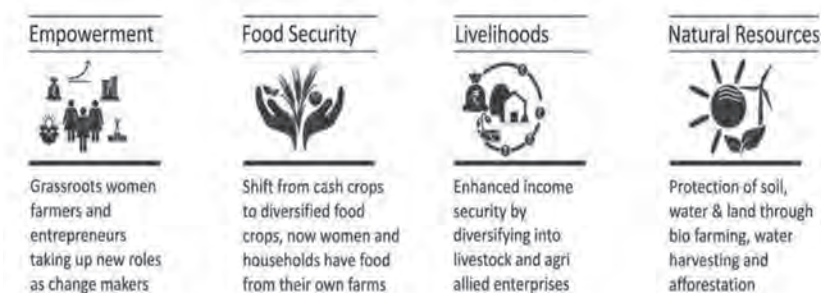 Empowerment
Grassroots women
farmers and
entrepreneurs
taking up new roles
as change makers
Food Security
Shift from cash crops
to diversified food
crops, now women and
households have food
from their own farms
Livelihoods
Enhanced income
security by
diversifying into
livestock and agri
allied enterprises
Natural Resources
Protection of soil,
water & land through
bio farming, water
harvesting and
afforestation